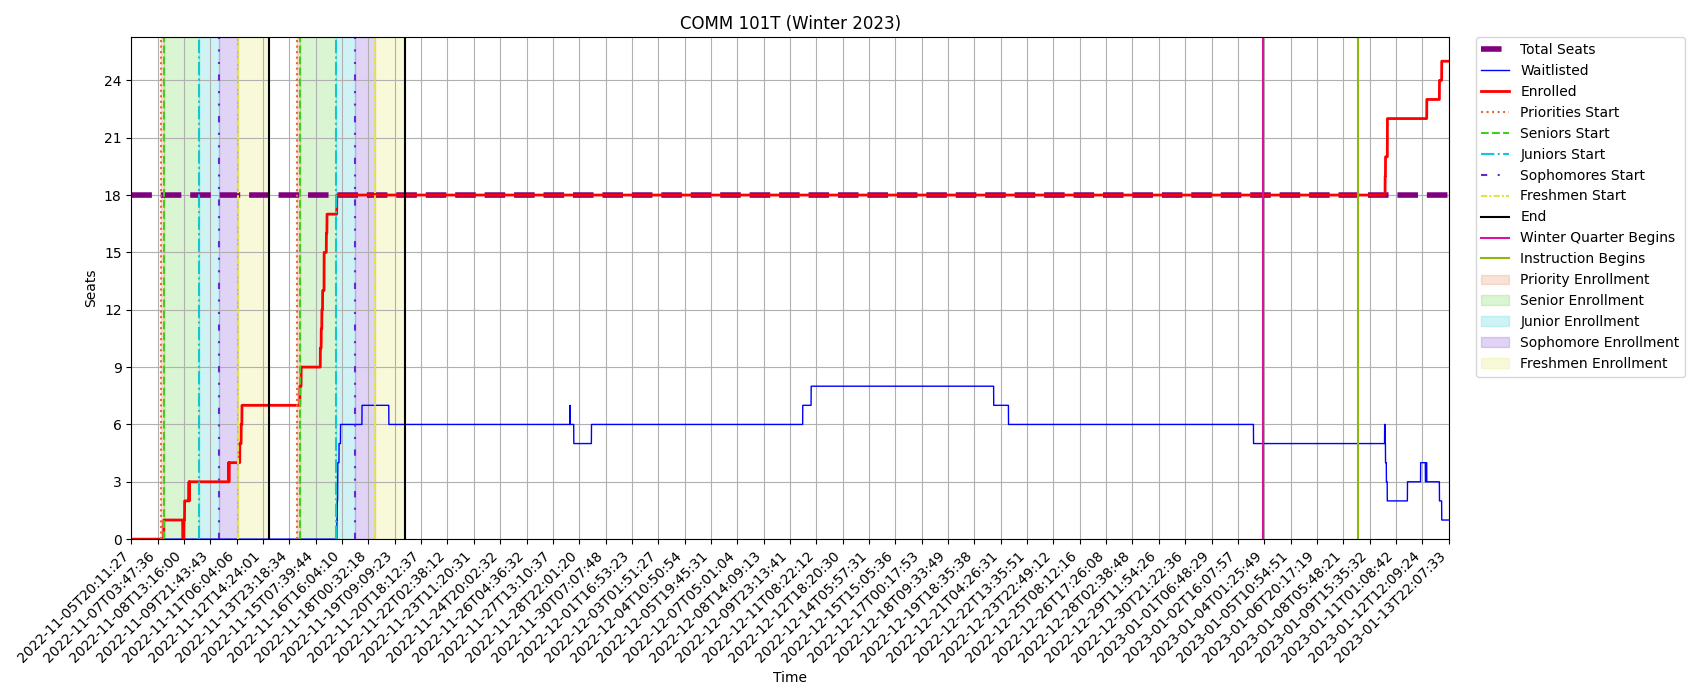 COMM 101T (Winter 2023)
Seats
24
21
18
15
12
9
6
3
0
2022-11-05T20:11:27
2022-11-07T03:47:36
2022-11-08T13:16:00
2022-11-09T21:43:43
2022-11-11T06:04:06
2022-11-12T14:24:01
2022-11-13T23:18:34
2022-11-15T07:39:44
2022-11-16T16:04:10
2022-11-18T00:32:18
2022-11-19T09:09:23
2022-11-20T18:12:37
2022-11-22T02:38:12
2022-11-23T11:20:31
2022-11-24T20:02:32
2022-11-26T04:36:32
2022-11-27T13:10:37
2022-11-28T22:01:20
2022-11-30T07:07:48
2022-12-01T16:53:23
2022-12-03T01:51:27
2022-12-04T10:50:54
2022-12-05T19:45:31
2022-12-07T05:01:04
2022-12-08T14:09:13
2022-12-09T23:13:41
2022-12-11T08:22:12
2022-12-12T18:20:30
2022-12-14T05:57:31
2022-12-15T15:05:36
2022-12-17T00:17:53
2022-12-18T09:33:49
2022-12-19T18:35:38
2022-12-21T04:26:31
2022-12-22T13:35:51
2022-12-23T22:49:12
2022-12-25T08:12:16
2022-12-26T17:26:08
2022-12-28T02:38:48
2022-12-29T11:54:26
2022-12-30T21:22:36
2023-01-01T06:48:29
2023-01-02T16:07:57
2023-01-04T01:25:49
2023-01-05T10:54:51
2023-01-06T20:17:19
2023-01-08T05:48:21
2023-01-09T15:35:32
2023-01-11T01:08:42
2023-01-12T12:09:24
2023-01-13T22:07:33
Time
Total Seats
Waitlisted
Enrolled
Priorities Start
Seniors Start
Juniors Start
Sophomores Start
Freshmen Start
End
Winter Quarter Begins
Instruction Begins
Priority Enrollment
Senior Enrollment
Junior Enrollment
Sophomore Enrollment
Freshmen Enrollment